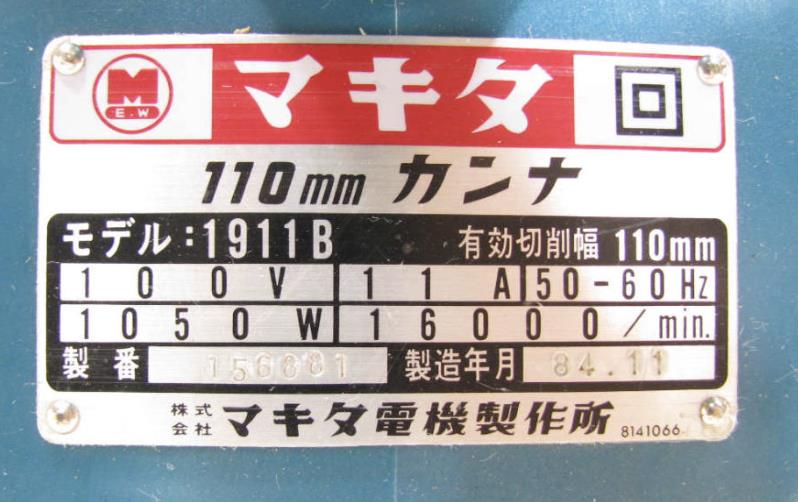 M
E.W
マキタ
110mm カンナ
モデル:1911B 有効切削幅 110mm
100V 11A 50-60Hz
1050W 16000/min.
製番 156681 製造年月 84.11
株式会社 マキタ電機製作所 8141066